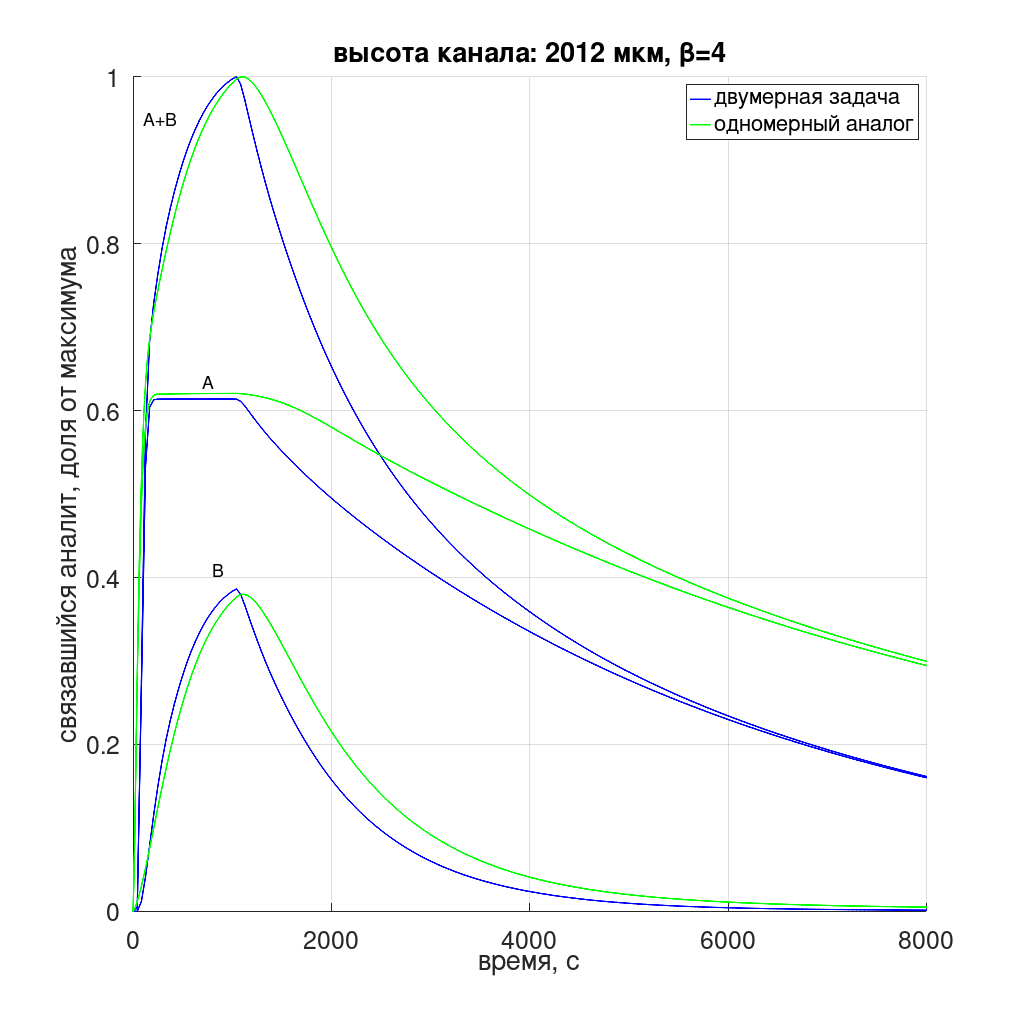 высота канала: 2012 мкм, β=4
двумерная задача
одномерный аналог
A+B
A
B
связавшийся аналит, доля от максимума
1
0.8
0.6
0.4
0.2
0
0 2000 4000 6000 8000
время, с